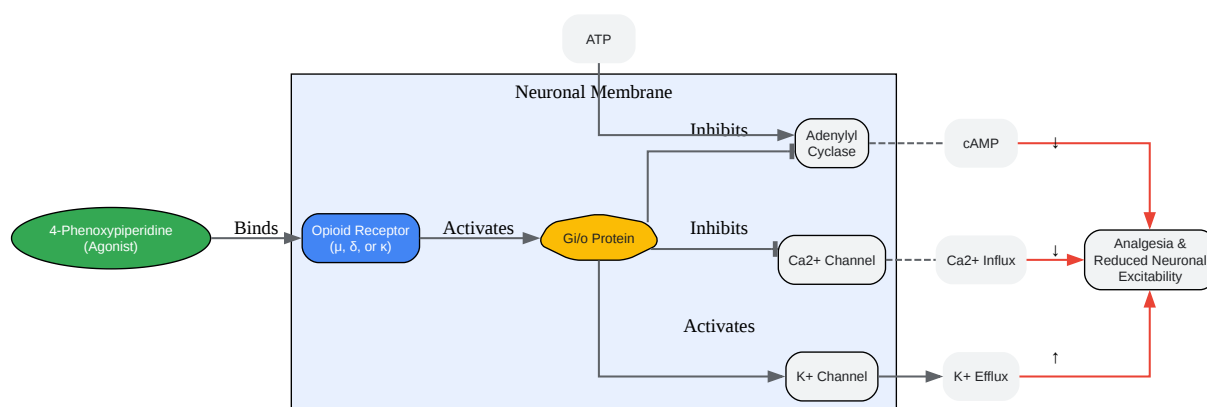 ATP
Neuronal Membrane
Inhibits
Adenylyl
Cyclase
cAMP
↓
4-Phenoxypiperidine
(Agonist)
Binds
Opioid Receptor
(μ, δ, or κ)
Activates
Gi/o Protein
Inhibits
Ca2+ Channel
Ca2+ Influx
↓
Analgesia &
Reduced Neuronal
Excitability
Activates
K+ Channel
K+ Efflux
↑